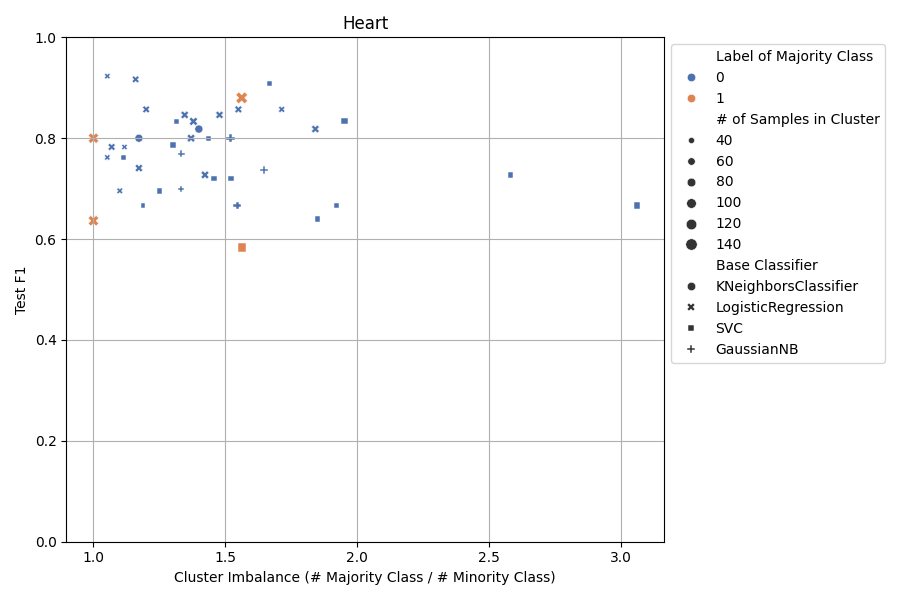 Heart
1.0
0.8
0.6
0.4
0.2
0.0
Test F1
1.0 1.5 2.0 2.5 3.0
Cluster Imbalance (# Majority Class / # Minority Class)
Label of Majority Class
0
1
# of Samples in Cluster
40
60
80
100
120
140
Base Classifier
KNeighborsClassifier
LogisticRegression
SVC
GaussianNB